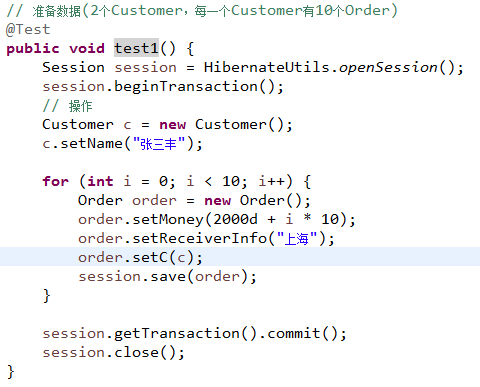 // 准备数据(2个Customer，每一个Customer有10个Order)
@Test
public void test1() {
    Session session = HibernateUtils.openSession();
    session.beginTransaction();
    // 操作
    Customer c = new Customer();
    c.setName("张三丰");

    for (int i = 0; i < 10; i++) {
        Order order = new Order();
        order.setMoney(2000d + i * 10);
        order.setReceiverInfo("上海");
        order.setC(c);
        session.save(order);
    }

    session.getTransaction().commit();
    session.close();
}